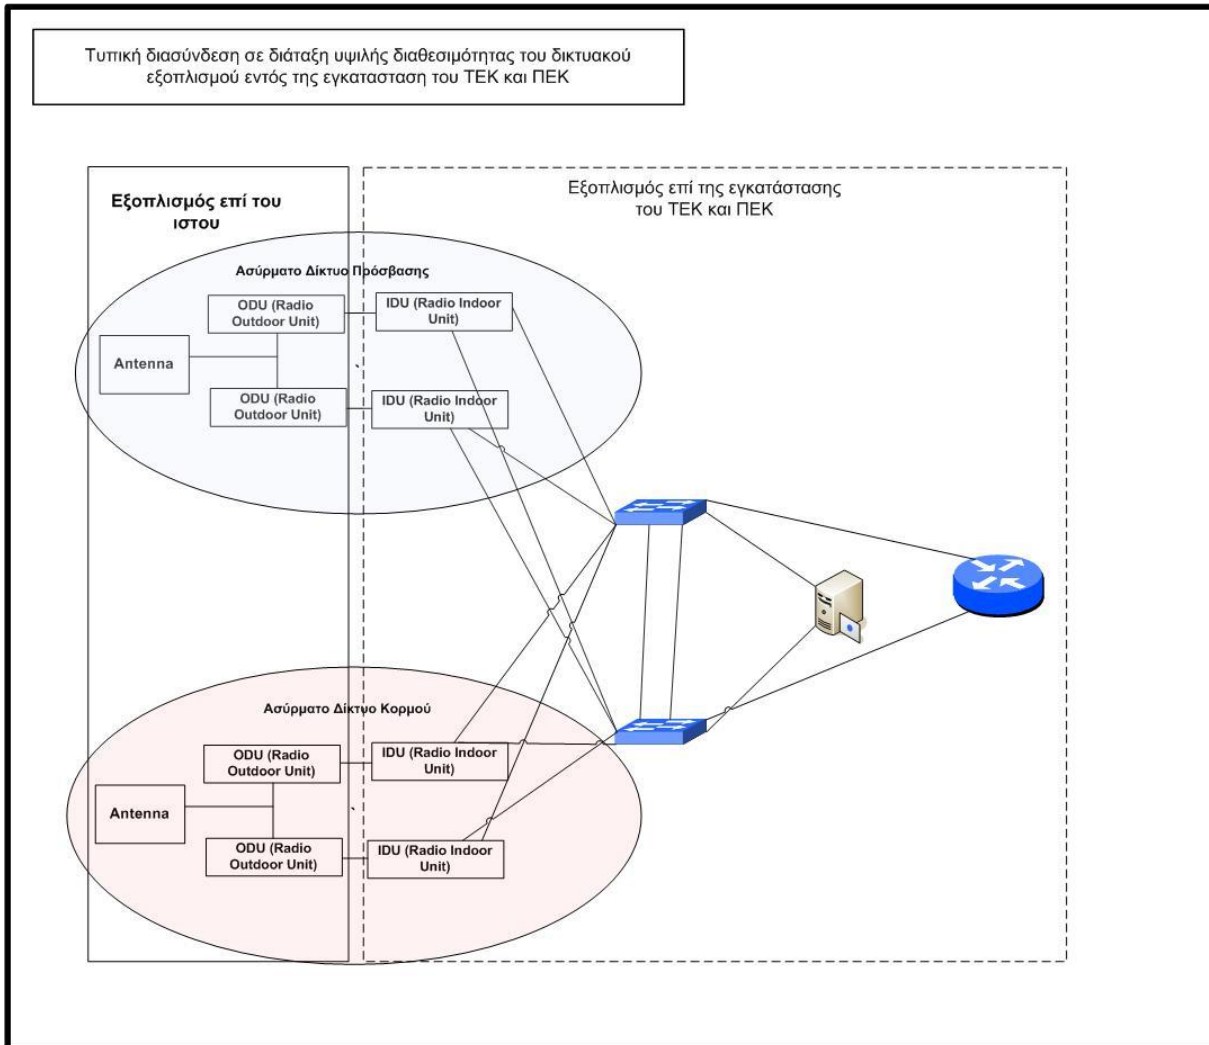 Τυπική διασύνδεση σε διάταξη υψιλής διαθεσιμότητας του δικτυακού
εξοπλισμού εντός της εγκατασταση του ΤΕΚ και ΠΕΚ
Εξοπλισμός επί του
ιστου
Εξοπλισμός επί της εγκατάστασης
του ΤΕΚ και ΠΕΚ
Ασύρματο Δίκτυο Πρόσβασης
ODU (Radio
Outdoor Unit)
IDU (Radio Indoor
Unit)
Antenna
ODU (Radio
Outdoor Unit)
IDU (Radio Indoor
Unit)
Ασύρματο Δίκτυο Κορμού
ODU (Radio
Outdoor Unit)
IDU (Radio Indoor
Unit)
Antenna
ODU (Radio
Outdoor Unit)
IDU (Radio Indoor
Unit)